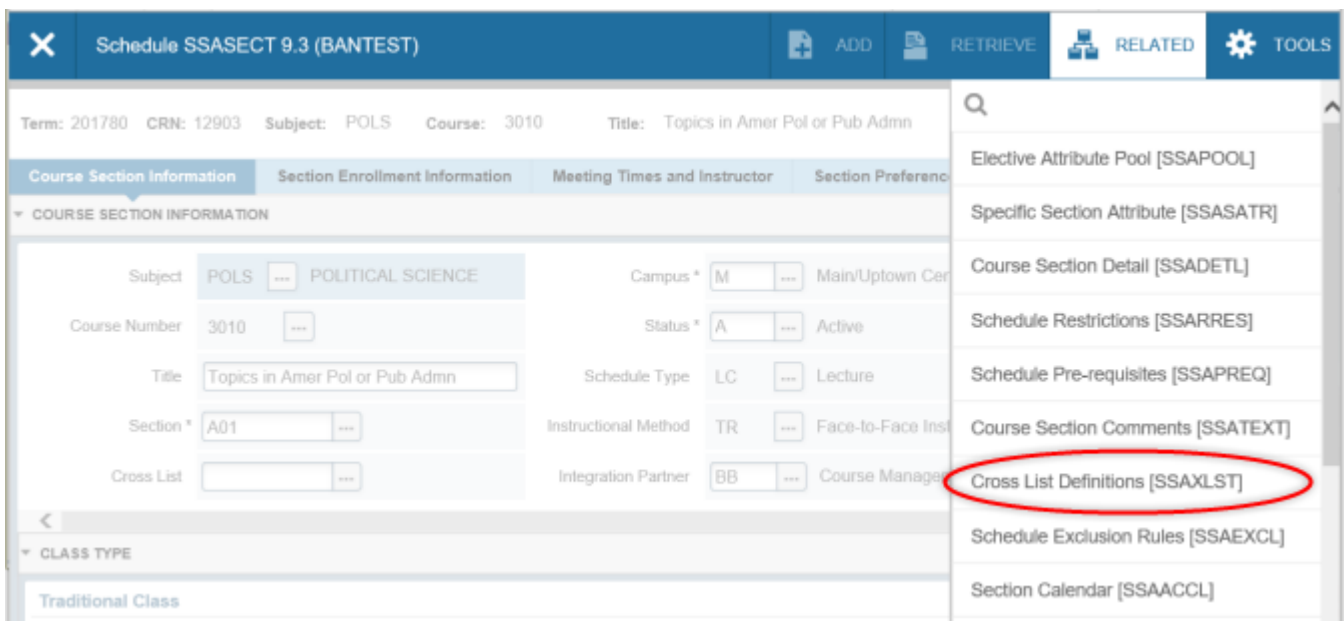 Schedule SSASECT 9.3 (BANTEST) ADD RETRIEVE RELATED TOOLS
Term: 201780 CRN: 12903 Subject: POLS Course: 3010 Title: Topics in Amer Pol or Pub Admn
Course Section Information Section Enrollment Information Meeting Times and Instructor Section
COURSE SECTION INFORMATION
Subject POLS ... POLITICAL SCIENCE Campus * M ... Main/Uptown
Course Number 3010 ... Status * A ... Active
Title Topics in Amer Pol or Pub Admn Schedule Type LC ... Lecture
Section * A01 ... Instructional Method TR ... Face-to-Face
Cross List ... Integration Partner BB ... Course
CLASS TYPE
Traditional Class
Elective Attribute Pool [SSAPOOL]
Specific Section Attribute [SSASATR]
Course Section Detail [SSADETL]
Schedule Restrictions [SSARRES]
Schedule Pre-requisites [SSAPREQ]
Course Section Comments [SSATEXT]
Cross List Definitions [SSAXLST]
Schedule Exclusion Rules [SSAEXCL]
Section Calendar [SSAACCL]